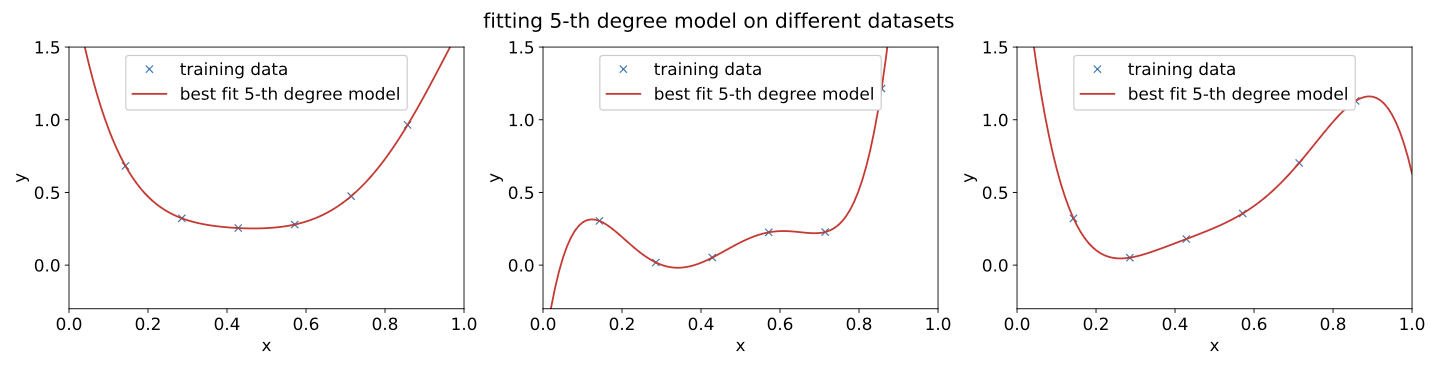 fitting 5-th degree model on different datasets
1.5
1.0
0.5
0.0
y
training data
best fit 5-th degree model
0.0 0.2 0.4 0.6 0.8 1.0
x
1.5
1.0
0.5
0.0
y
training data
best fit 5-th degree model
0.0 0.2 0.4 0.6 0.8 1.0
x
1.5
1.0
0.5
0.0
y
training data
best fit 5-th degree model
0.0 0.2 0.4 0.6 0.8 1.0
x